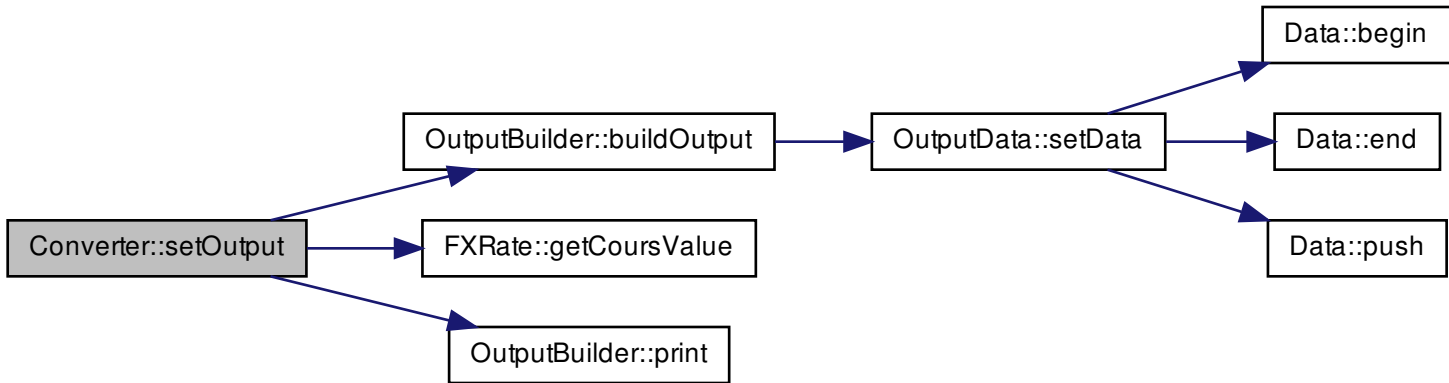 Data::begin
OutputBuilder::buildOutput
OutputData::setData
Data::end
Converter::setOutput
FXRate::getCoursValue
Data::push
OutputBuilder::print